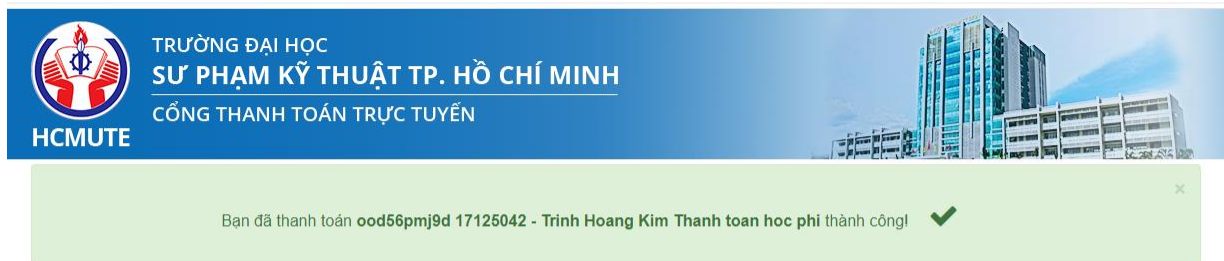 TRƯỜNG ĐẠI HỌC
SƯ PHẠM KỸ THUẬT TP. HỒ CHÍ MINH
CỔNG THANH TOÁN TRỰC TUYẾN
HCMUTE
×
Bạn đã thanh toán ood56pmj9d 17125042 - Trinh Hoang Kim Thanh toan hoc phi thành công!